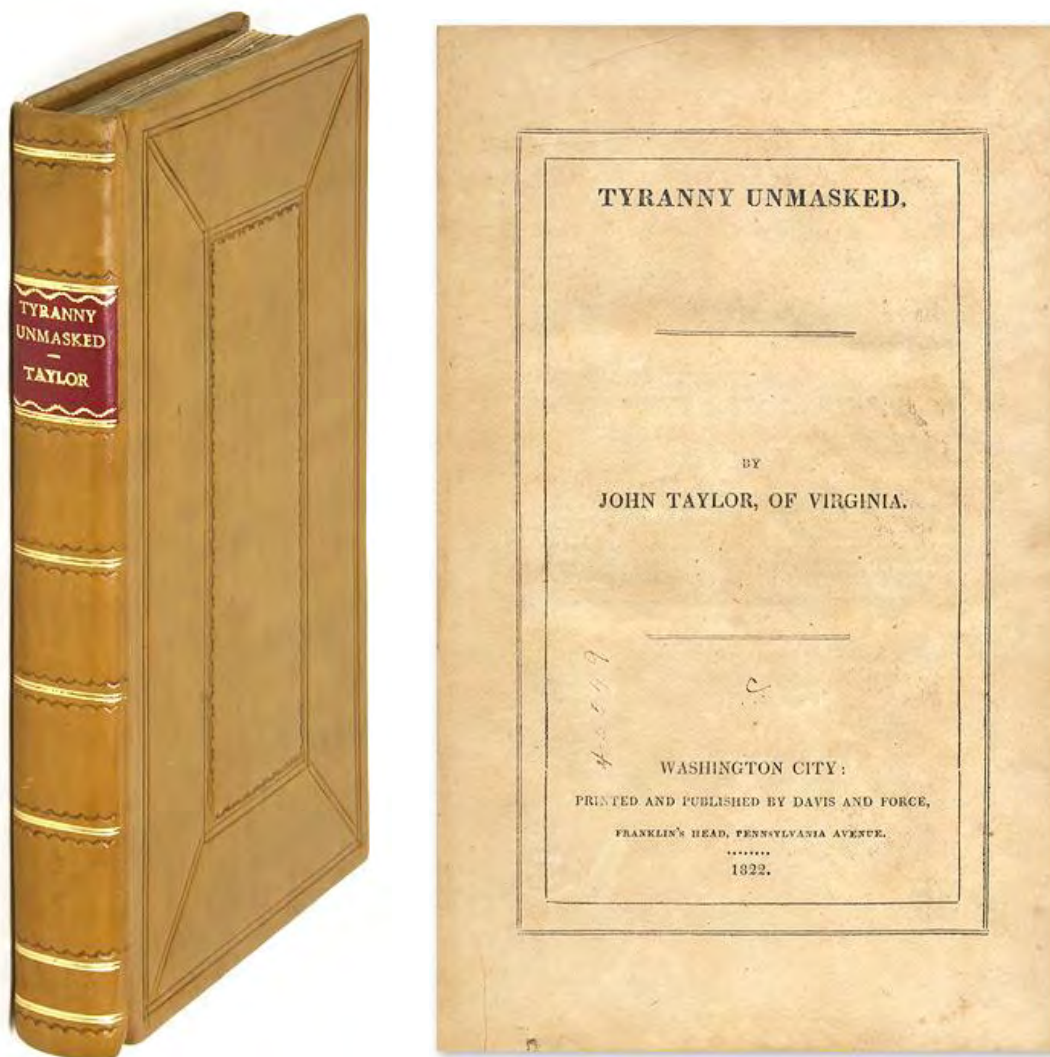 TYRANNY
UNMASKED
—
TAYLOR
TYRANNY UNMASKED.
BY
JOHN TAYLOR, OF VIRGINIA.
WASHINGTON CITY:
PRINTED AND PUBLISHED BY DAVIS AND FORCE,
FRANKLIN'S HEAD, PENNSYLVANIA AVENUE.
1822.